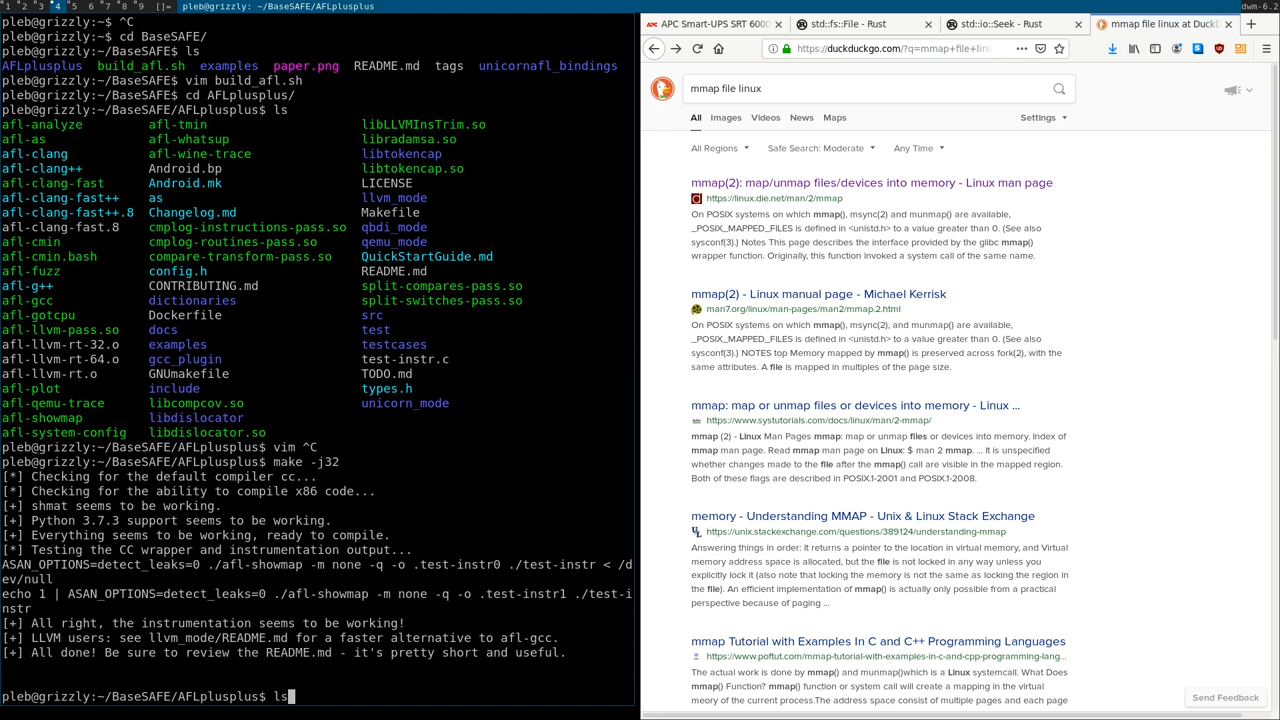 1 2 3 4 5 6 7 8 9 []= pleb@grizzly: ~/BaseSAFE/AFLplusplus
dwm-6.2
pleb@grizzly:~$ ^C
pleb@grizzly:~$ cd BaseSAFE/
pleb@grizzly:~/BaseSAFE$ ls
AFLplusplus build_afl.sh examples paper.png README.md tags unicornafl_bindings
pleb@grizzly:~/BaseSAFE$ vim build_afl.sh
pleb@grizzly:~/BaseSAFE$ cd AFLplusplus/
pleb@grizzly:~/BaseSAFE/AFLplusplus$ ls
afl-analyze afl-tmin libLLVMInsTrim.so
afl-as afl-whatsup libradamsa.so
afl-clang afl-wine-trace libtokencap
afl-clang++ Android.bp libtokencap.so
afl-clang-fast Android.mk LICENSE
afl-clang-fast++ as llvm_mode
afl-clang-fast++.8 Changelog.md Makefile
afl-clang-fast.8 cmplog-instructions-pass.so qbdi_mode
afl-cmin cmplog-routines-pass.so qemu_mode
afl-cmin.bash compare-transform-pass.so QuickStartGuide.md
afl-fuzz config.h README.md
afl-g++ CONTRIBUTING.md split-compares-pass.so
afl-gcc dictionaries split-switches-pass.so
afl-gotcpu Dockerfile src
afl-llvm-pass.so docs test
afl-llvm-rt-32.o examples testcases
afl-llvm-rt-64.o gcc_plugin test-instr.c
afl-llvm-rt.o GNUmakefile TODO.md
afl-plot include types.h
afl-qemu-trace libcompcov.so unicorn_mode
afl-showmap libdislocator
afl-system-config libdislocator.so
pleb@grizzly:~/BaseSAFE/AFLplusplus$ vim ^C
pleb@grizzly:~/BaseSAFE/AFLplusplus$ make -j32
[*] Checking for the default compiler cc...
[*] Checking for the ability to compile x86 code...
[+] shmat seems to be working.
[+] Python 3.7.3 support seems to be working.
[+] Everything seems to be working, ready to compile.
[*] Testing the CC wrapper and instrumentation output...
ASAN_OPTIONS=detect_leaks=0 ./afl-showmap -m none -q -o .test-instr0 ./test-instr < /d
ev/null
echo 1 | ASAN_OPTIONS=detect_leaks=0 ./afl-showmap -m none -q -o .test-instr1 ./test-i
nstr
[+] All right, the instrumentation seems to be working!
[+] LLVM users: see llvm_mode/README.md for a faster alternative to afl-gcc.
[+] All done! Be sure to review the README.md - it's pretty short and useful.
pleb@grizzly:~/BaseSAFE/AFLplusplus$ ls
APC Smart-UPS SRT 6000 std::fs::File - Rust std::io::Seek - Rust mmap file linux at DuckD
https://duckduckgo.com/?q=mmap+file+linu
mmap file linux
All Images Videos News Maps Settings
All Regions Safe Search: Moderate Any Time
mmap(2): map/unmap files/devices into memory - Linux man page
https://linux.die.net/man/2/mmap
On POSIX systems on which mmap(), msync(2) and munmap() are available,
_POSIX_MAPPED_FILES is defined in <unistd.h> to a value greater than 0. (See also
sysconf(3).) Notes This page describes the interface provided by the glibc mmap()
wrapper function. Originally, this function invoked a system call of the same name.
mmap(2) - Linux manual page - Michael Kerrisk
man7.org/linux/man-pages/man2/mmap.2.html
On POSIX systems on which mmap(), msync(2), and munmap() are available,
_POSIX_MAPPED_FILES is defined in <unistd.h> to a value greater than 0. (See also
sysconf(3).) NOTES top Memory mapped by mmap() is preserved across fork(2), with the
same attributes. A file is mapped in multiples of the page size.
mmap: map or unmap files or devices into memory - Linux ...
https://www.systutorials.com/docs/linux/man/2-mmap/
mmap (2) - Linux Man Pages mmap: map or unmap files or devices into memory. Index of
mmap man page. Read mmap man page on Linux: $ man 2 mmap. ... It is unspecified
whether changes made to the file after the mmap() call are visible in the mapped region.
Both of these flags are described in POSIX.1-2001 and POSIX.1-2008.
memory - Understanding MMAP - Unix & Linux Stack Exchange
https://unix.stackexchange.com/questions/389124/understanding-mmap
Answering things in order: It returns a pointer to the location in virtual memory, and Virtual
memory address space is allocated, but the file is not locked in any way unless you
explicitly lock it (also note that locking the memory is not the same as locking the region in
the file). An efficient implementation of mmap() is actually only possible from a practical
perspective because of paging ...
mmap Tutorial with Examples In C and C++ Programming Languages
https://www.poftut.com/mmap-tutorial-with-examples-in-c-and-cpp-programming-lang...
The actual work is done by mmap() and munmap()which is a Linux systemcall. What Does
mmap() Function? mmap() function or system call will create a mapping in the virtual
meory of the current process.The address space consist of multiple pages and each page
Send Feedback